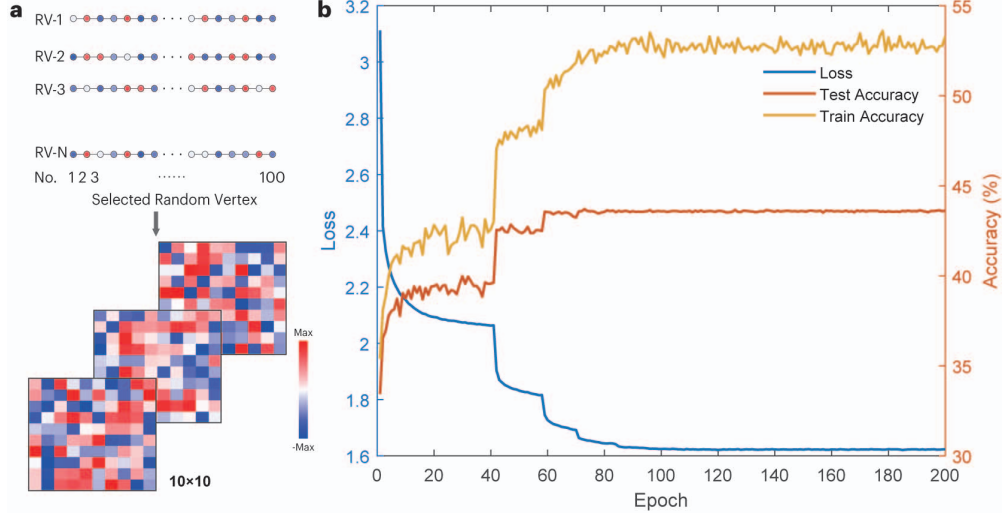 a
RV-1
RV-2
RV-3
RV-N
No. 1 2 3 ...... 100
Selected Random Vertex
Max
-Max
10×10
b
3.2
3
2.8
2.6
2.4
2.2
2
1.8
1.6
Loss
Loss
Test Accuracy
Train Accuracy
55
50
45
40
35
30
Accuracy (%)
0 20 40 60 80 100 120 140 160 180 200
Epoch